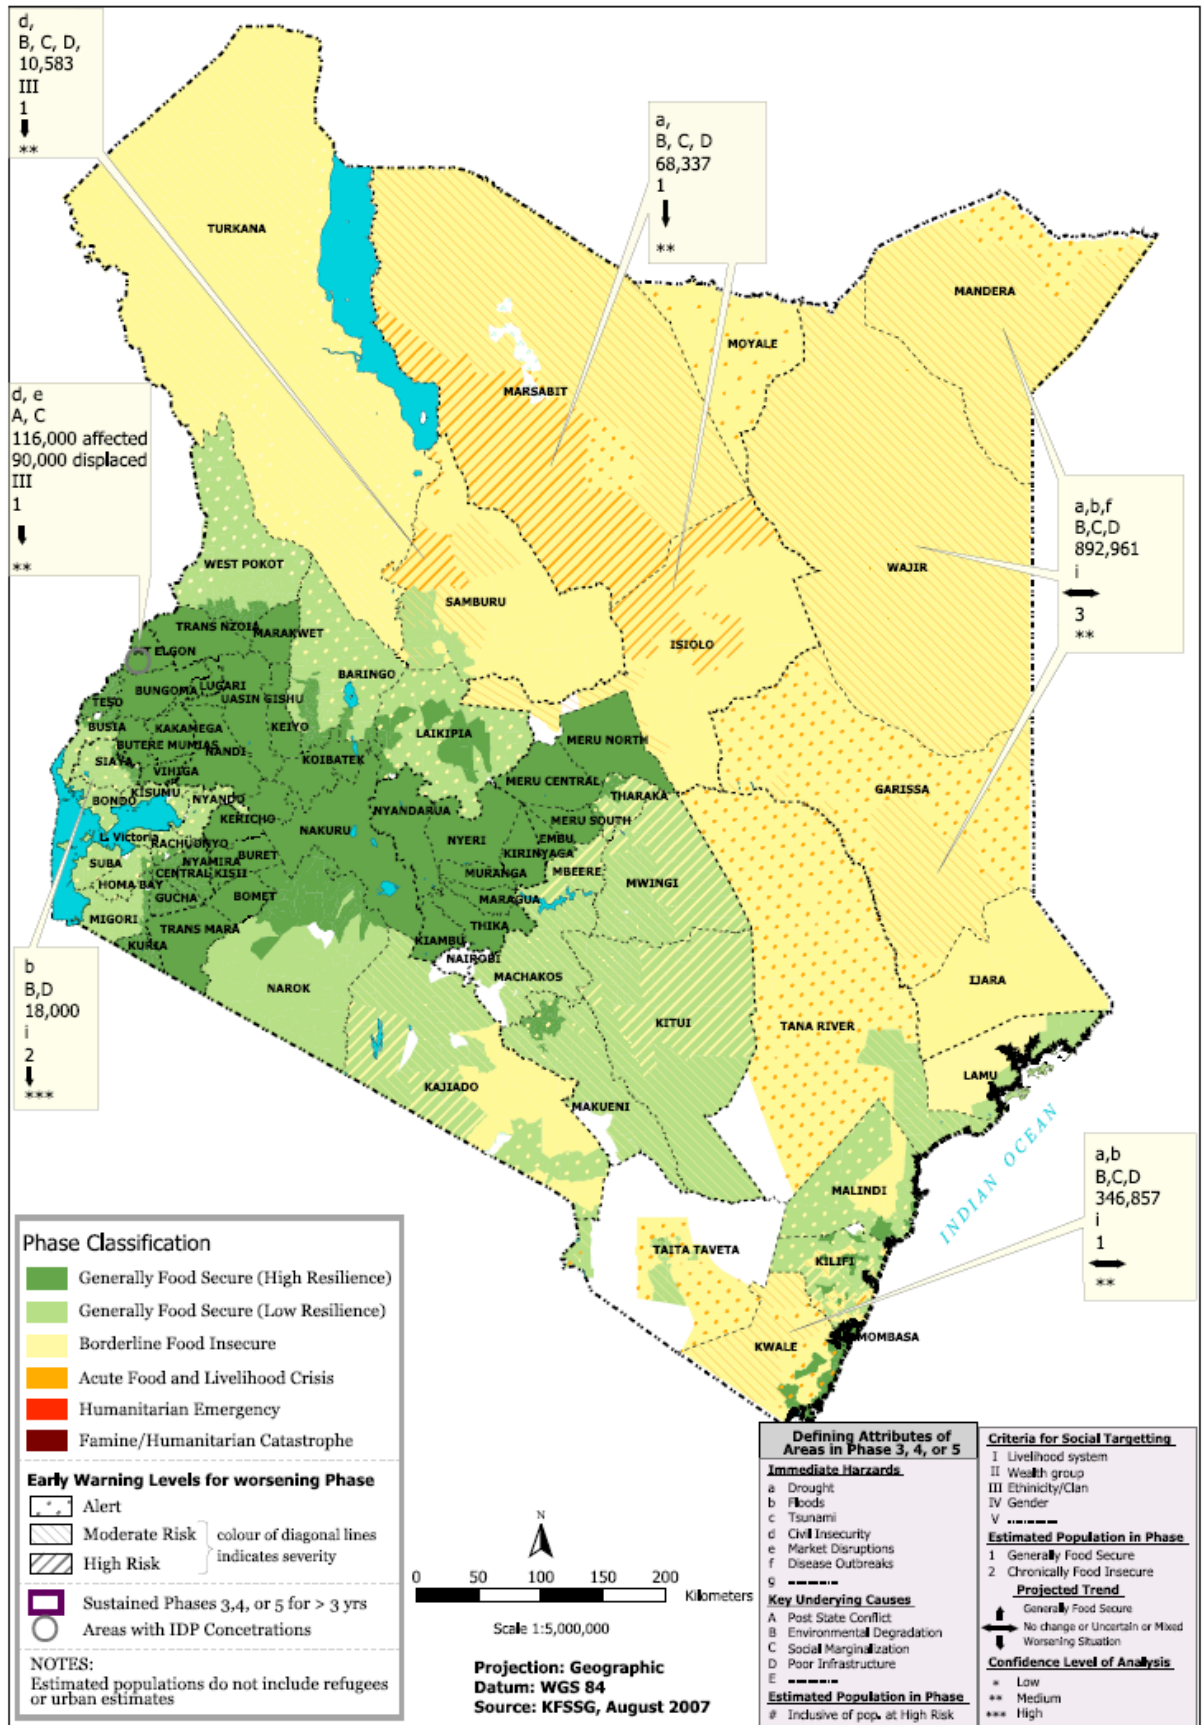 d,
B, C, D,
10,583
III
1
**
a,
B, C, D
68,337
1
**
TURKANA
MANDERA
MOYALE
MARSABIT
d, e
A, C
116,000 affected
90,000 displaced
III
1
**
a,b,f
B,C,D
892,961
i
3
**
WEST POKOT
WAJIR
SAMBURU
TRANS NZOIA
MARAKWET
ISIOLO
T ELGON
BARINGO
BUNGOMA
LUGARI
UASIN GISHU
TESO
BUSIA
KAKAMEGA
KEIYO
LAIKIPIA
MERU NORTH
BUTERE MUMIAS
NANDI
SIAYA
VIHIGA
KOIBATEK
MERU CENTRAL
GARISSA
KISUMU
BONDO
NYANDO
THARAKA
NYANDARUA
MERU SOUTH
KERICHO
NAKURU
L. Victoria
RACHUONYO
NYERI
EMBU
KIRINYAGA
SUBA
NYAMIRA
BURET
CENTRAL KISII
MURANGA
MBEERE
MWINGI
HOMA BAY
GUCHA
BOMET
MARAGUA
MIGORI
TRANS MARA
THIKA
KURIA
KIAMBU
NAIROBI
MACHAKOS
b
B,D
18,000
i
2
***
NAROK
IJARA
KITUI
TANA RIVER
LAMU
KAJIADO
MAKUENI
INDIAN OCEAN
a,b
B,C,D
346,857
i
1
**
MALINDI
TAITA TAVETA
KILIFI
MOMBASA
KWALE
Phase Classification
Generally Food Secure (High Resilience)
Generally Food Secure (Low Resilience)
Borderline Food Insecure
Acute Food and Livelihood Crisis
Humanitarian Emergency
Famine/Humanitarian Catastrophe
Early Warning Levels for worsening Phase
Alert
Moderate Risk
High Risk
colour of diagonal lines
indicates severity
Sustained Phases 3,4, or 5 for > 3 yrs
Areas with IDP Concetrations
NOTES:
Estimated populations do not include refugees
or urban estimates
N
0 50 100 150 200
Kilometers
Scale 1:5,000,000
Projection: Geographic
Datum: WGS 84
Source: KFSSG, August 2007
Defining Attributes of
Areas in Phase 3, 4, or 5
Immediate Harzards
a Drought
b Floods
c Tsunami
d Civil Insecurity
e Market Disruptions
f Disease Outbreaks
g
Key Underlying Causes
A Post State Conflict
B Environmental Degradation
C Social Marginalization
D Poor Infrastructure
E
Estimated Population in Phase
# Inclusive of pop. at High Risk
Criteria for Social Targetting
I Livelihood system
II Wealth group
III Ethinicity/Clan
IV Gender
V
Estimated Population in Phase
1 Generally Food Secure
2 Chronically Food Insecure
Projected Trend
Generally Food Secure
No change or Uncertain or Mixed
Worsening Situation
Confidence Level of Analysis
* Low
** Medium
*** High